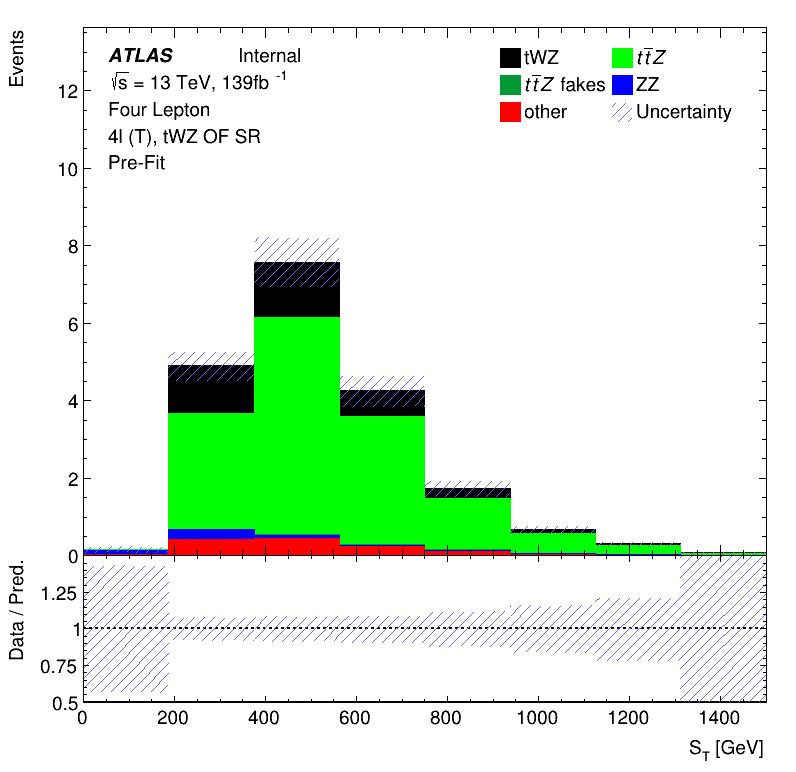 Events
ATLAS Internal
√s = 13 TeV, 139fb -1
Four Lepton
4l (T), tWZ OF SR
Pre-Fit
tWZ tt̄Z
tt̄Z fakes ZZ
other Uncertainty
12
10
8
6
4
2
0
Data / Pred.
1.25
1
0.75
0.5
0 200 400 600 800 1000 1200 1400
S_T [GeV]